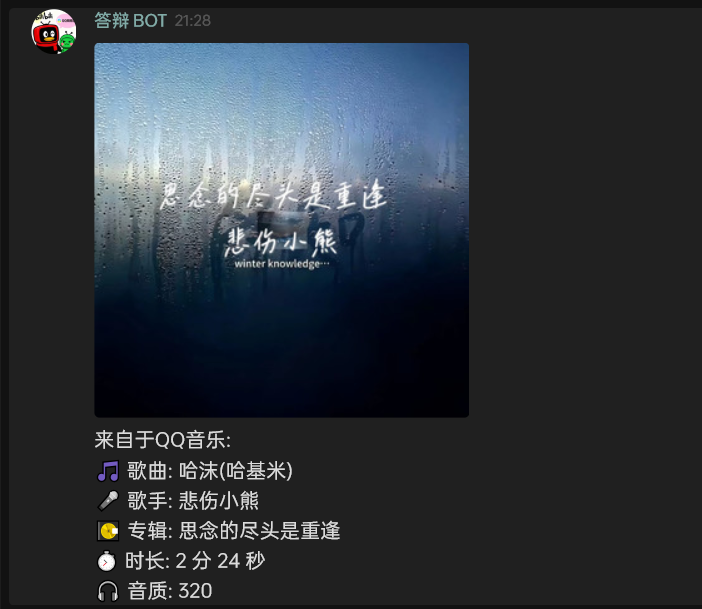 答辩 BOT 21:28
思念的尽头是重逢
悲伤小熊
winter knowledge…
来自于QQ音乐:
歌曲: 哈沫(哈基米)
歌手: 悲伤小熊
专辑: 思念的尽头是重逢
时长: 2 分 24 秒
音质: 320